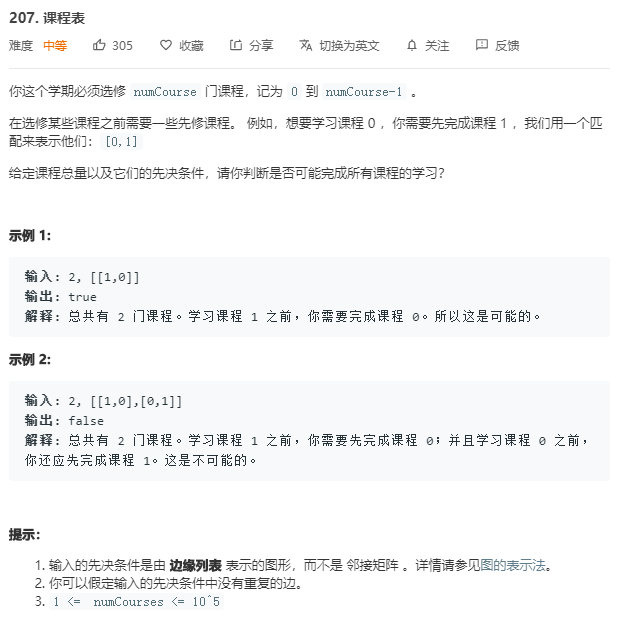 207. 课程表
难度 中等 305 收藏 分享 切换为英文 关注 反馈
你这个学期必须选修 numCourse 门课程，记为 0 到 numCourse-1 。
在选修某些课程之前需要一些先修课程。 例如，想要学习课程 0 ，你需要先完成课程 1 ，我们用一个匹
配来表示他们： [0,1]
给定课程总量以及它们的先决条件，请你判断是否可能完成所有课程的学习？
示例 1:
输入: 2, [[1,0]]
输出: true
解释: 总共有 2 门课程。学习课程 1 之前，你需要完成课程 0。所以这是可能的。
示例 2:
输入: 2, [[1,0],[0,1]]
输出: false
解释: 总共有 2 门课程。学习课程 1 之前，你需要先完成课程 0；并且学习课程 0 之前，
你还应先完成课程 1。这是不可能的。
提示：
1. 输入的先决条件是由 边缘列表 表示的图形，而不是 邻接矩阵 。详情请参见图的表示法。
2. 你可以假定输入的先决条件中没有重复的边。
3. 1 <= numCourses <= 10^5